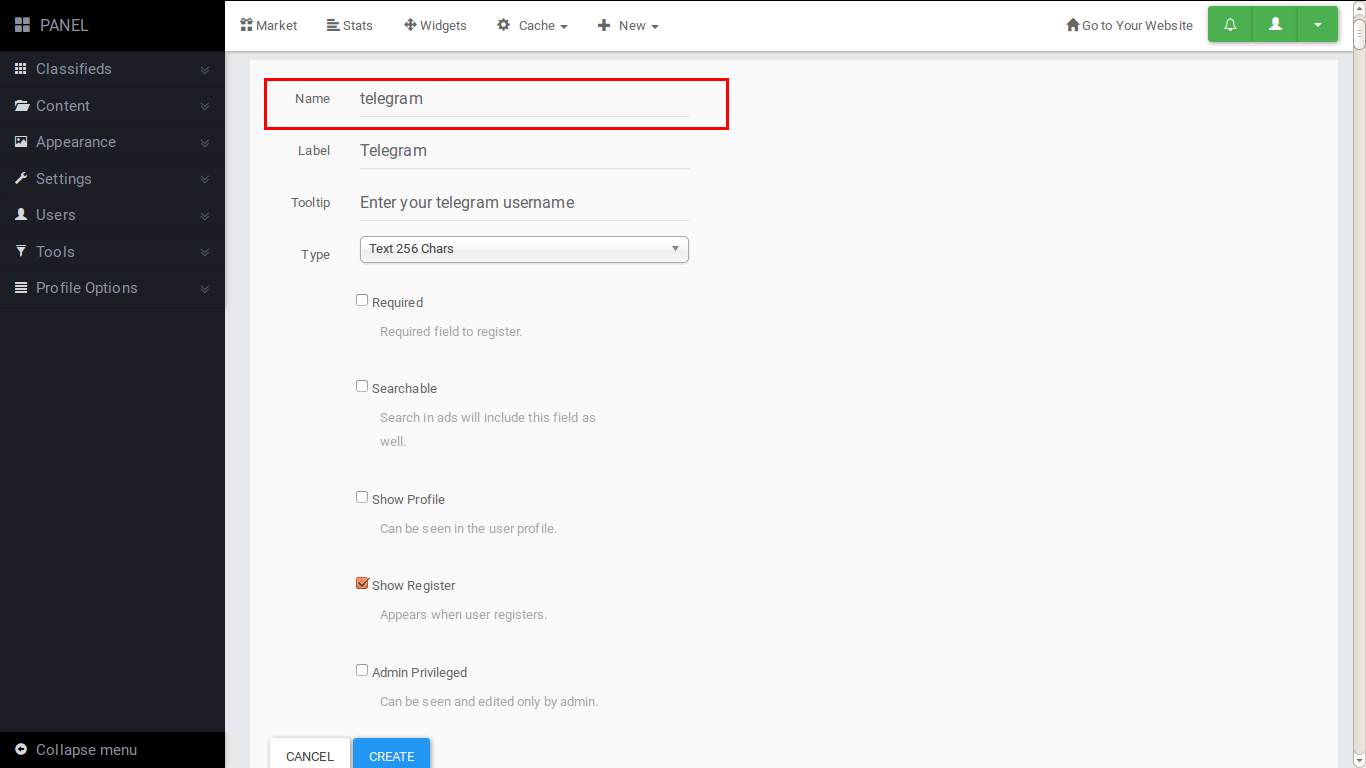 PANEL
Market Stats Widgets Cache New Go to Your Website
Classifieds
Content
Appearance
Settings
Users
Tools
Profile Options
Collapse menu
Name telegram
Label Telegram
Tooltip Enter your telegram username
Type Text 256 Chars
Required
Required field to register.
Searchable
Search in ads will include this field as
well.
Show Profile
Can be seen in the user profile.
Show Register
Appears when user registers.
Admin Privileged
Can be seen and edited only by admin.
CANCEL CREATE